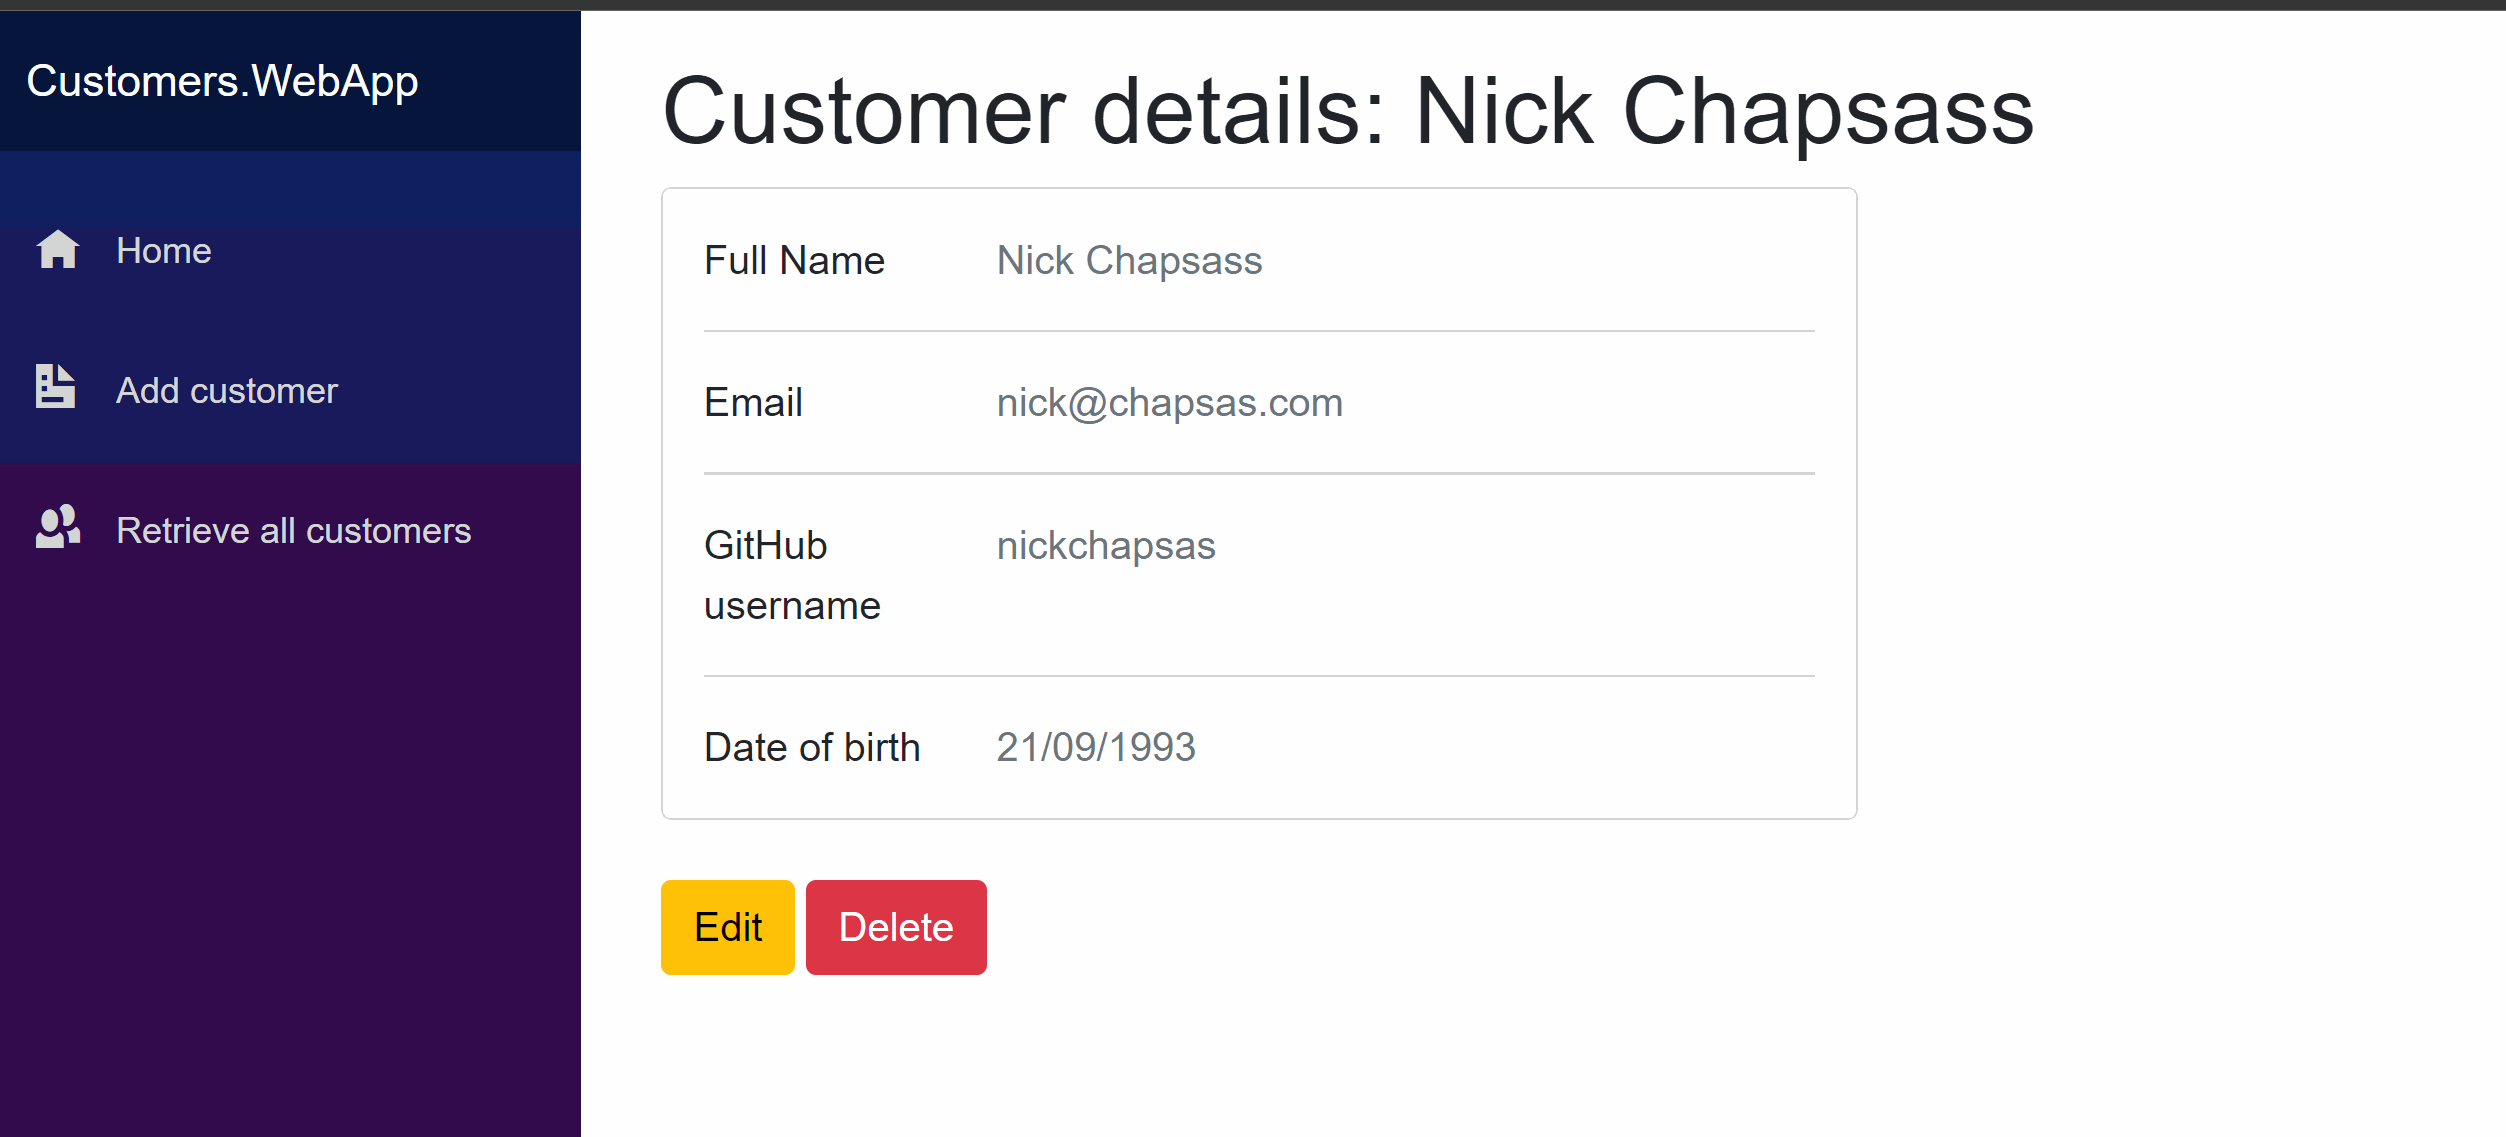 Customers.WebApp
Home
Add customer
Retrieve all customers
Customer details: Nick Chapsass
Full Name Nick Chapsass
Email nick@chapsas.com
GitHub nickchapsas
username
Date of birth 21/09/1993
Edit Delete